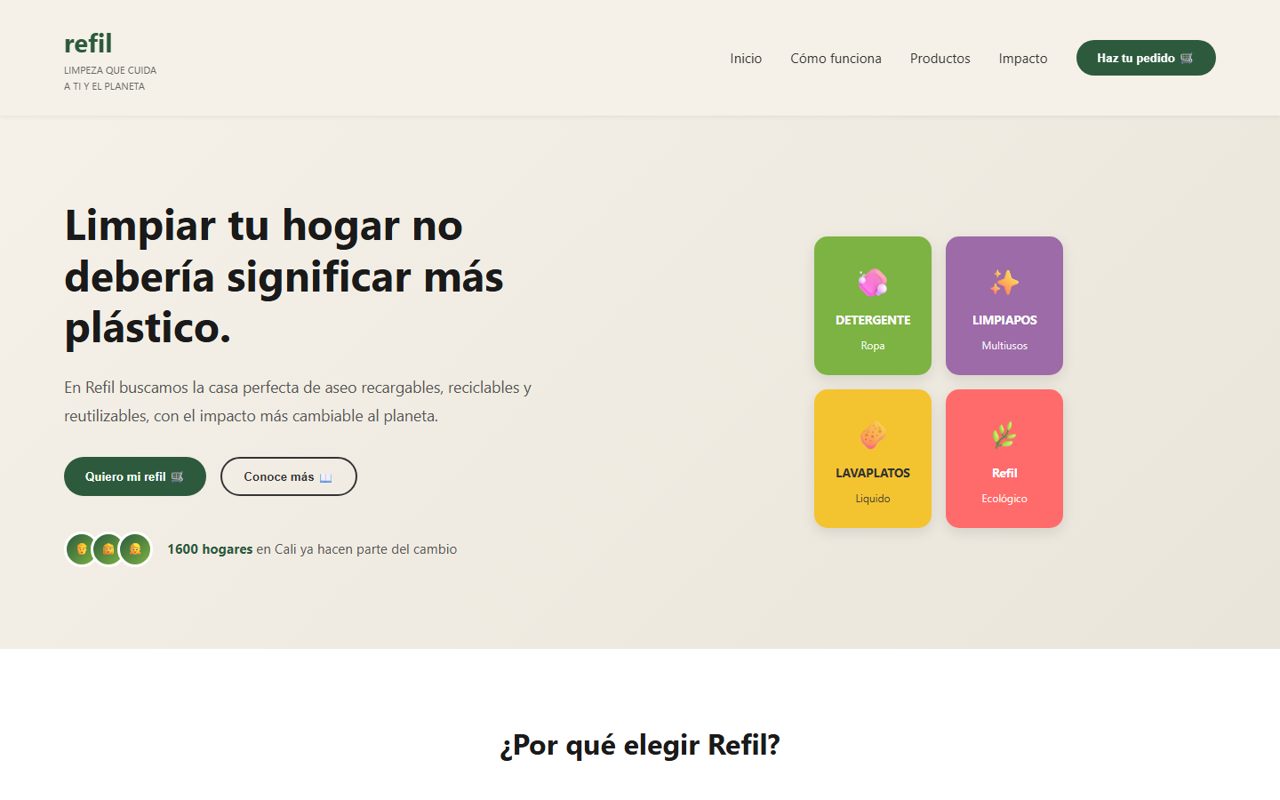 refil
LIMPEZA QUE CUIDA
A TI Y EL PLANETA
Inicio
Cómo funciona
Productos
Impacto
Haz tu pedido
Limpiar tu hogar no
debería significar más
plástico.
En Refil buscamos la casa perfecta de aseo recargables, reciclables y
reutilizables, con el impacto más cambiable al planeta.
Quiero mi refil
Conoce más
1600 hogares en Cali ya hacen parte del cambio
DETERGENTE
Ropa
LIMPIAPOS
Multiusos
LAVAPLATOS
Liquido
Refil
Ecológico
¿Por qué elegir Refil?